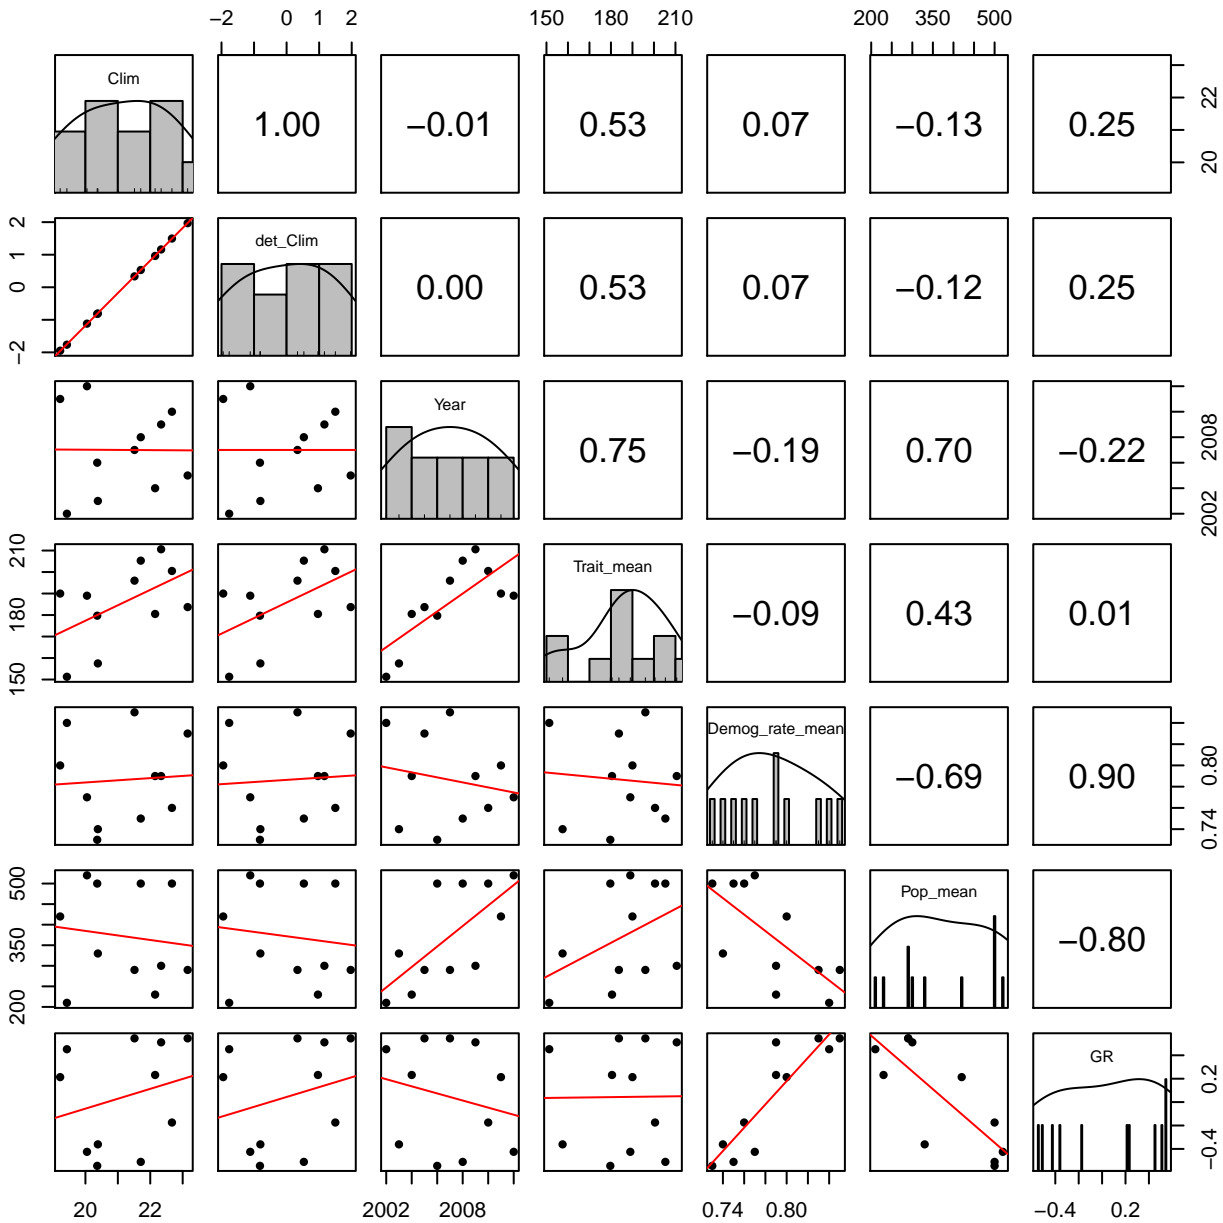 −2 0 1 2 150 180 210 200 350 500
Clim
1.00 −0.01 0.53 0.07 −0.13 0.25
20 22
−2 0 1 2
det_Clim
0.00 0.53 0.07 −0.12 0.25
Year
0.75 −0.19 0.70 −0.22
2002 2008
150 180 210
Trait_mean
−0.09 0.43 0.01
Demog_rate_mean
−0.69 0.90
0.74 0.80
200 350 500
Pop_mean
−0.80
GR
−0.4 0.2
20 22 2002 2008 0.74 0.80 −0.4 0.2